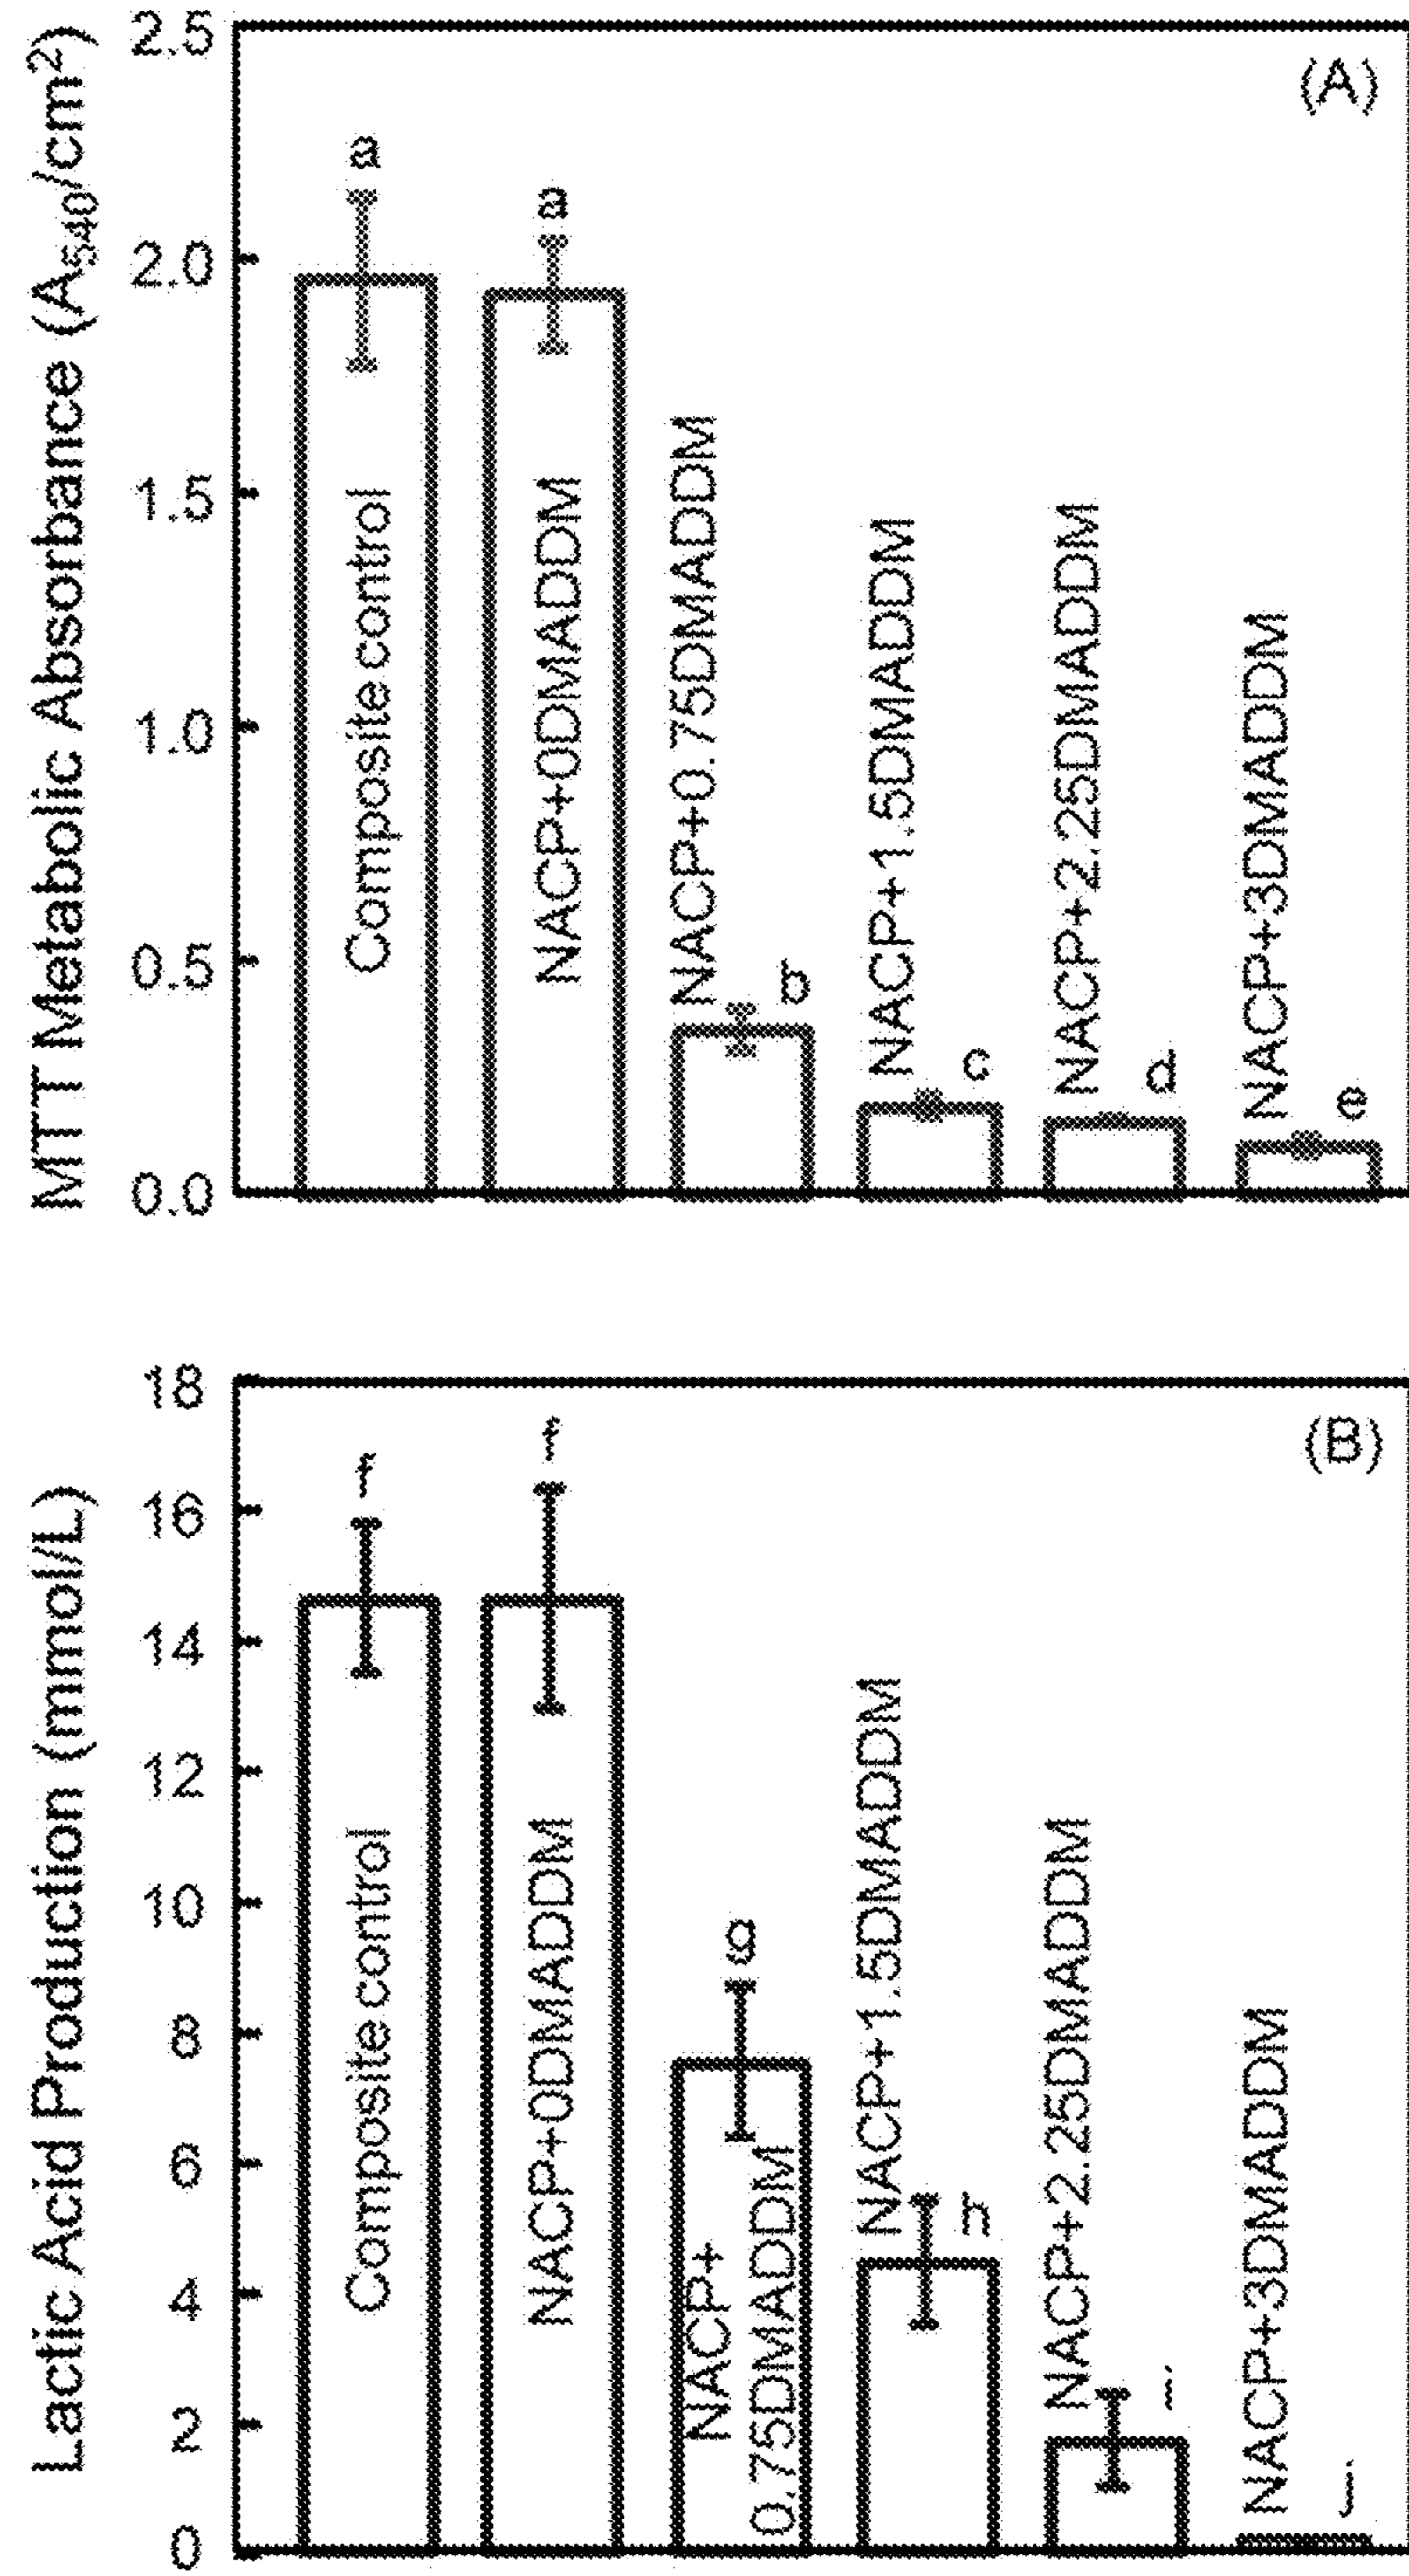 MTT Metabolic Absorbance (A540/cm²)
2.5
2.0
1.5
1.0
0.5
0.0
(A)
a
a
b
c
d
e
Composite control
NACP+0DMADDM
NACP+0.75DMADDM
NACP+1.5DMADDM
NACP+2.25DMADDM
NACP+3DMADDM
Lactic Acid Production (mmol/L)
18
16
14
12
10
8
6
4
2
0
(B)
f
f
g
h
i
j
Composite control
NACP+0DMADDM
NACP+
0.75DMADDM
NACP+1.5DMADDM
NACP+2.25DMADDM
NACP+3DMADDM